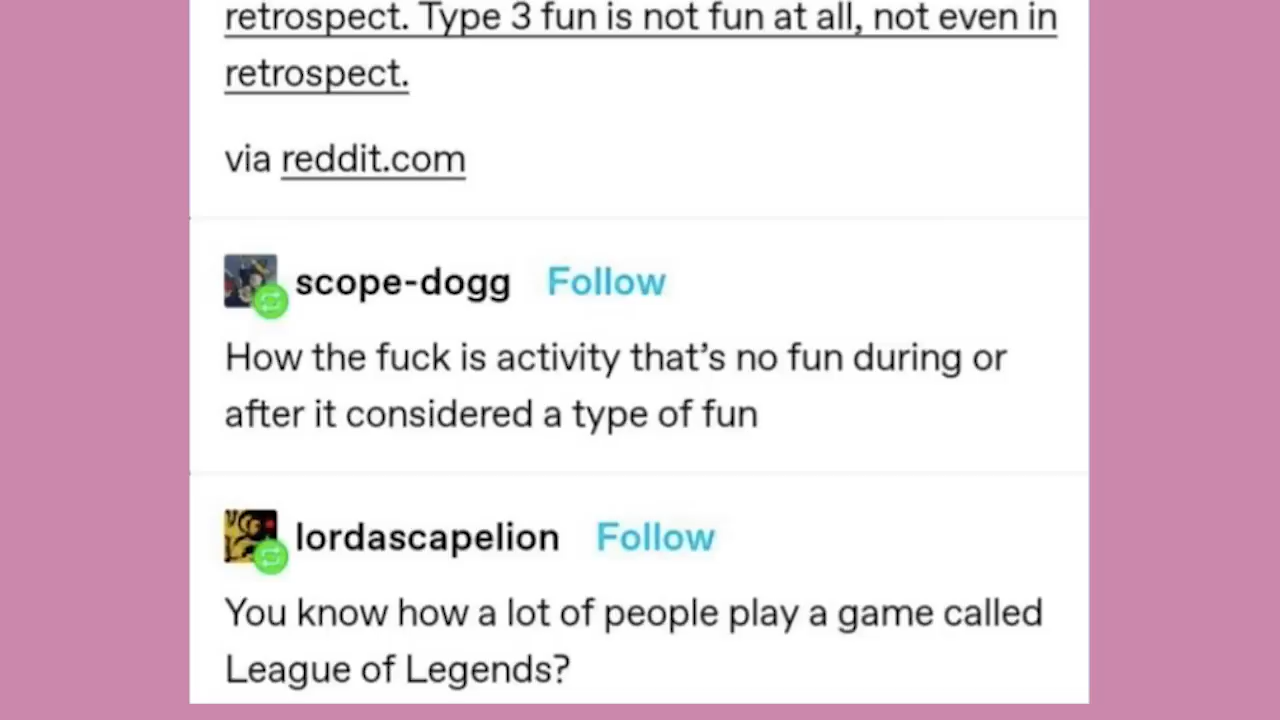 retrospect. Type 3 fun is not fun at all, not even in
retrospect.
via reddit.com
scope-dogg Follow
How the fuck is activity that's no fun during or
after it considered a type of fun
lordascapelion Follow
You know how a lot of people play a game called
League of Legends?